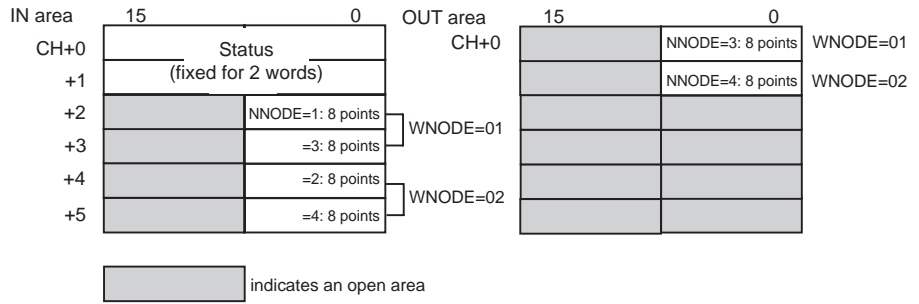 IN area 15 0
CH+0 Status
(fixed for 2 words)
+1
+2 NNODE=1: 8 points
WNODE=01
+3 =3: 8 points
+4 =2: 8 points
WNODE=02
+5 =4: 8 points
OUT area 15 0
CH+0 NNODE=3: 8 points WNODE=01
NNODE=4: 8 points WNODE=02
indicates an open area